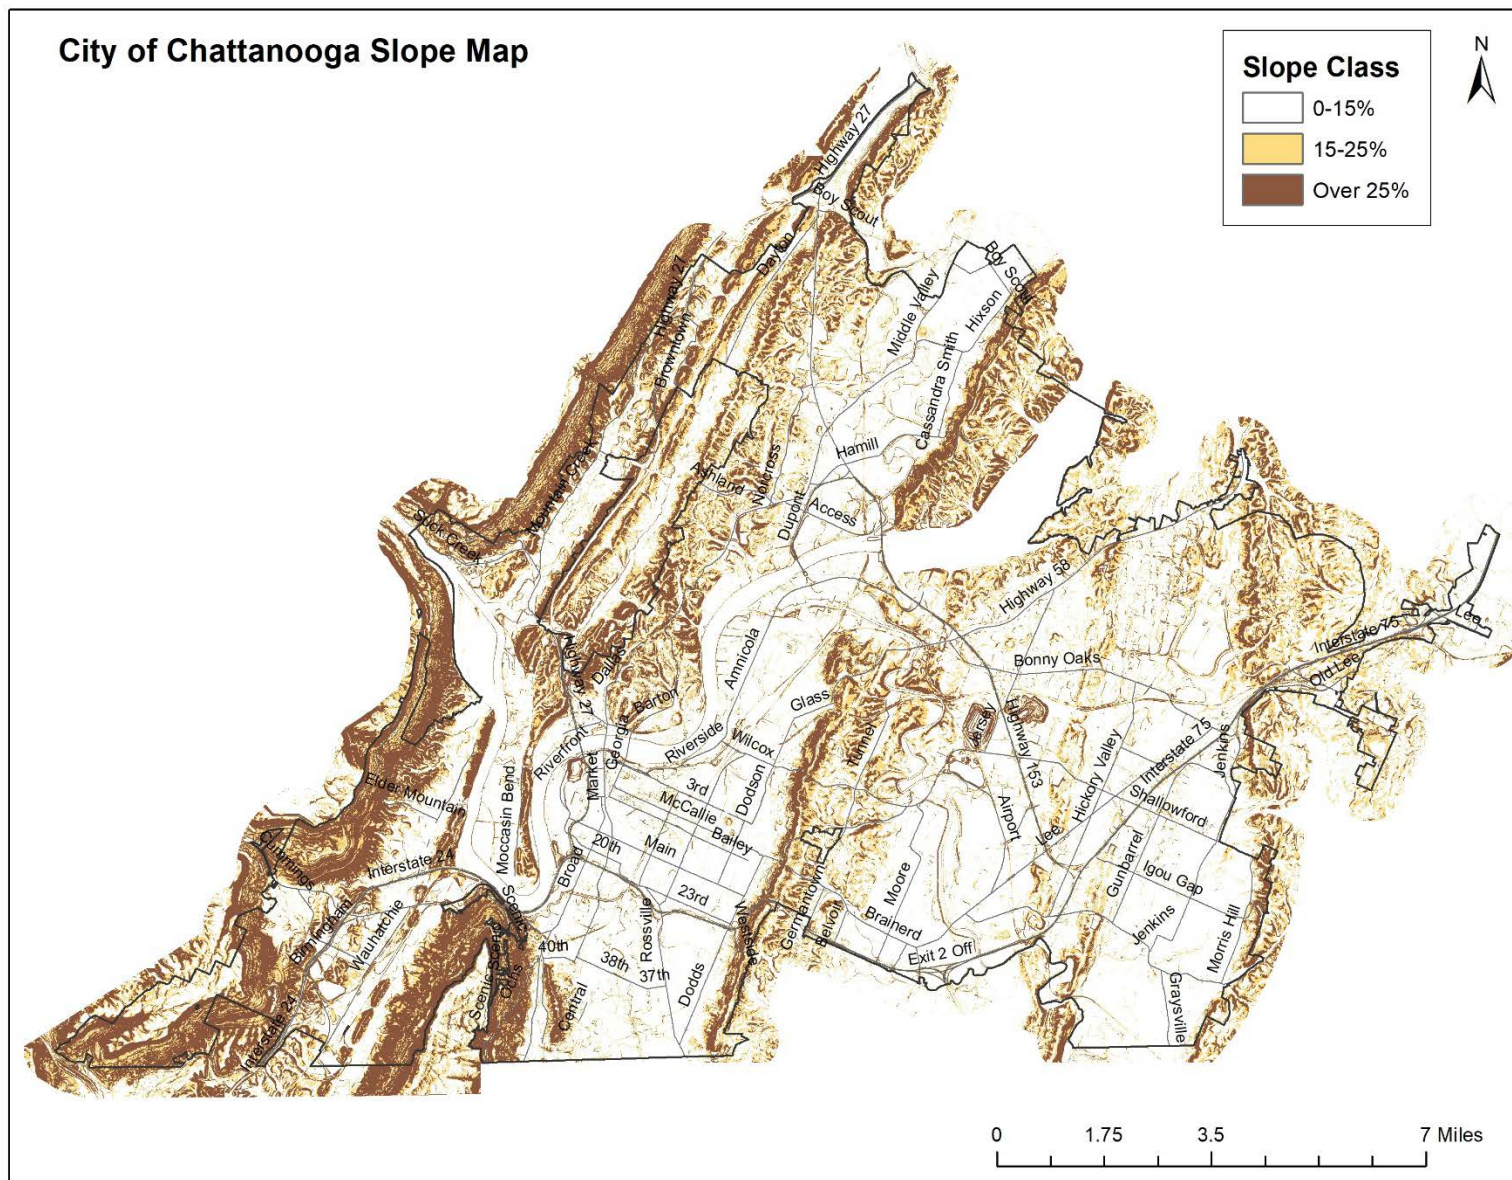 City of Chattanooga Slope Map
N
Slope Class
0-15%
15-25%
Over 25%
Highway 27
Boy Scout
Dayton
Highway 27
Browntown
Boy Scout
Middle Valley
Hixson
Cassandra Smith
Mountain Creek
Hamill
Ashland
Norcross
Dupont
Access
Suck Creek
Highway 58
Interstate 75
Lee
Old Lee
Bonny Oaks
Amnicola
Highway 27
Dallas
Barton
Glass
Georgia
Riverside
Riverfront
Wilcox
Tunnel
Jersey
Highway 153
Hickory Valley
Interstate 75
Jenkins
Market
3rd
Dodson
McCallie
Elder Mountain
Moccasin Bend
Bailey
Main
20th
Airport
Lee
Shallowford
Cummings
Interstate 24
Broad
23rd
Gunbarrel
Igou Gap
Moore
Germantown
Belvoir
Brainerd
Birmingham
Wauhatchie
Scenic
Scenic
Scenic
Ochs
Rossville
Westside
Exit 2 Off
Jenkins
Morris Hill
40th
38th
37th
Dodds
Central
Graysville
Interstate 24
0
1.75
3.5
7 Miles